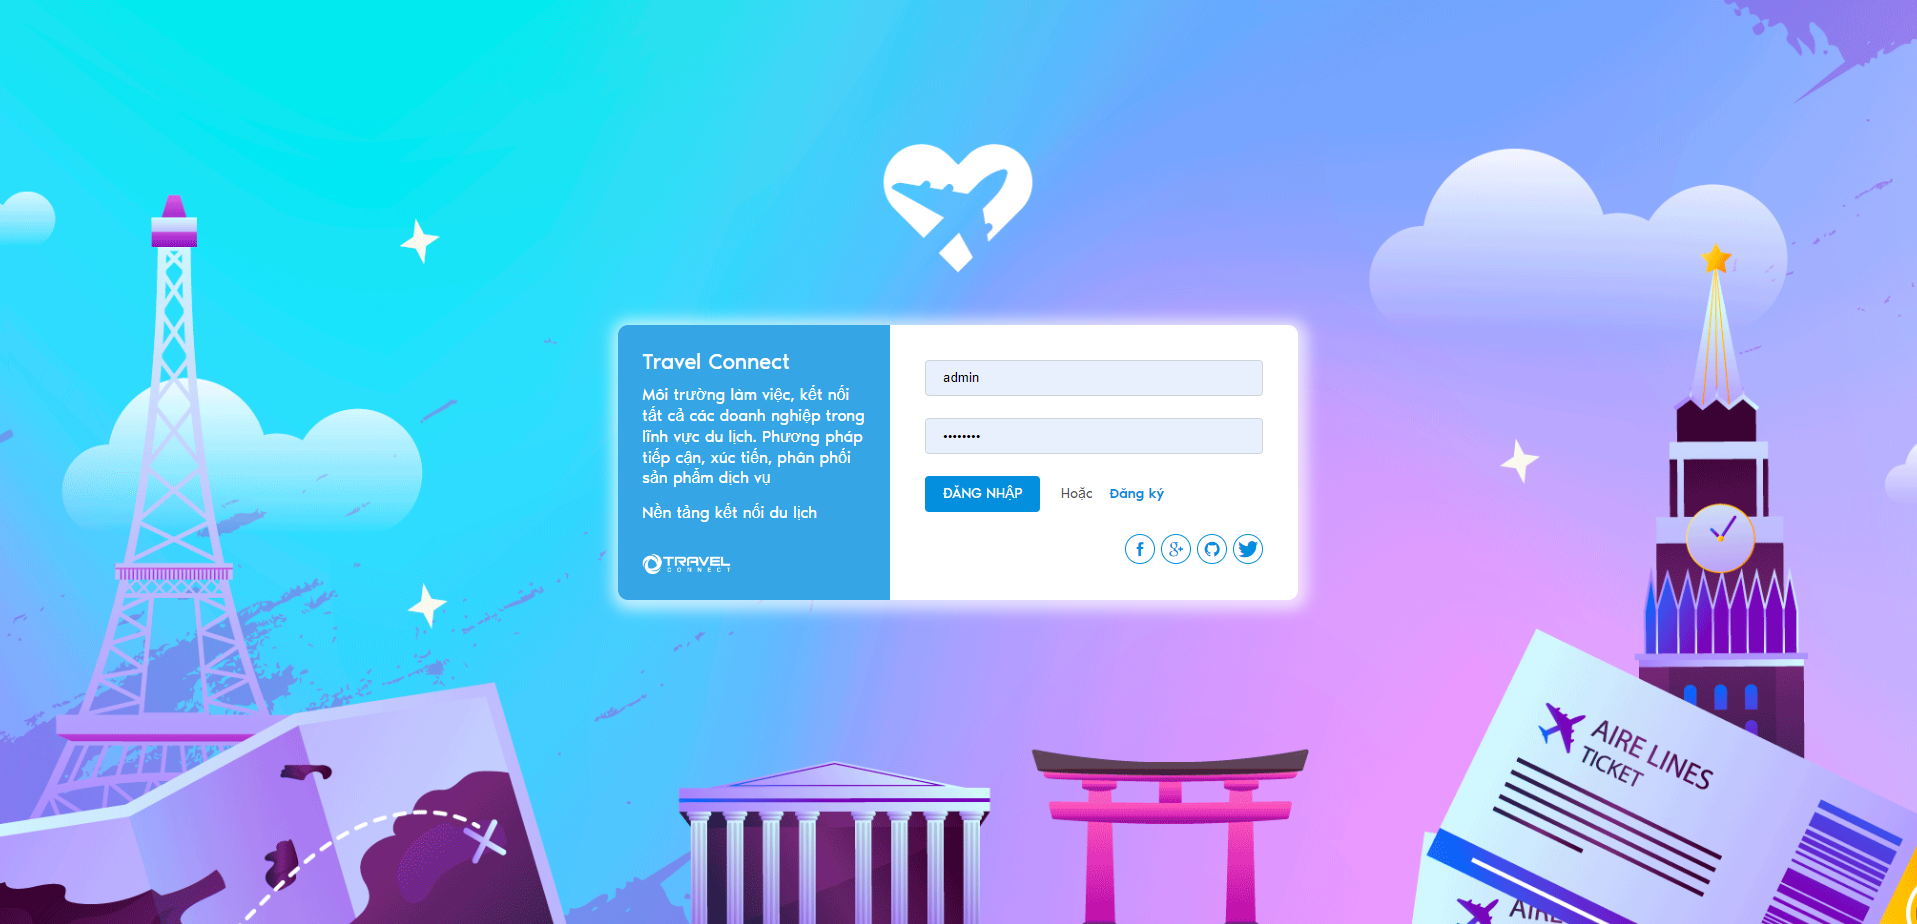 Travel Connect
Môi trường làm việc, kết nối
tất cả các doanh nghiệp trong
lĩnh vực du lịch. Phương pháp
tiếp cận, xúc tiến, phân phối
sản phẩm dịch vụ
Nền tảng kết nối du lịch
TRAVEL
CONNECT
admin
••••••••
ĐĂNG NHẬP Hoặc Đăng ký
AIRE LINES
TICKET